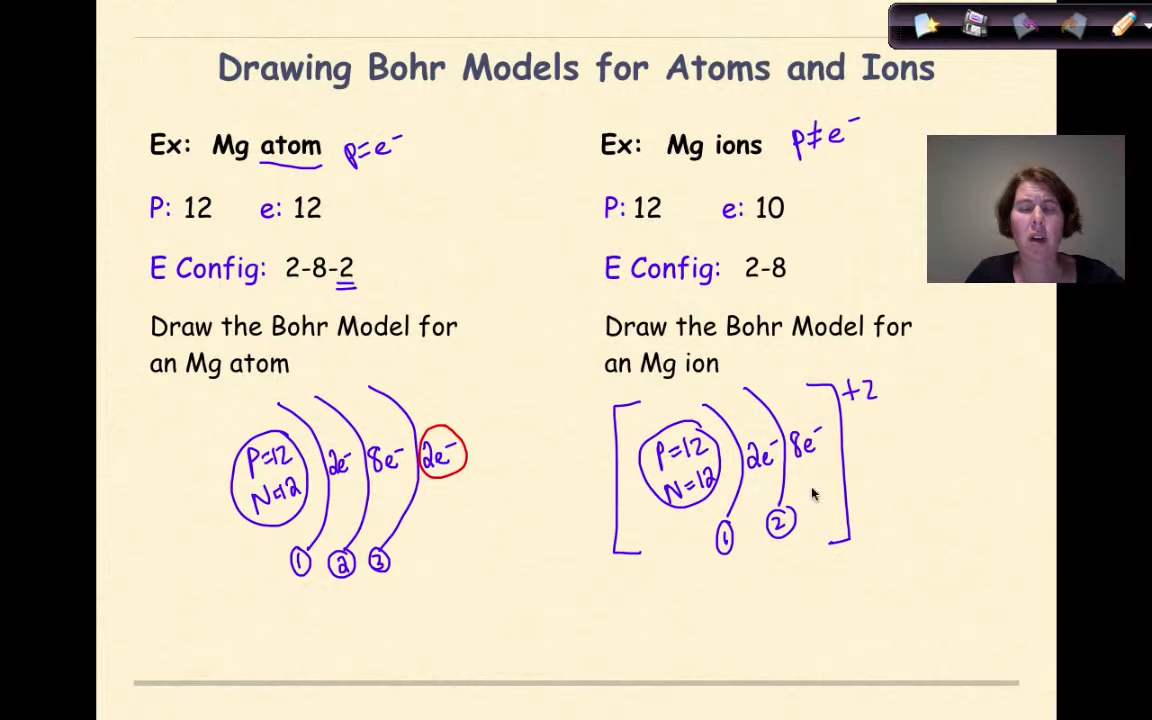 Drawing Bohr Models for Atoms and Ions
Ex: Mg atom p=e⁻
P: 12 e: 12
E Config: 2-8-2
Draw the Bohr Model for
an Mg atom
P=12
N=12
2e⁻ 8e⁻ 2e⁻
1 2 3
Ex: Mg ions p≠e⁻
P: 12 e: 10
E Config: 2-8
Draw the Bohr Model for
an Mg ion
[ ]+2
P=12
N=12
2e⁻ 8e⁻
1 2